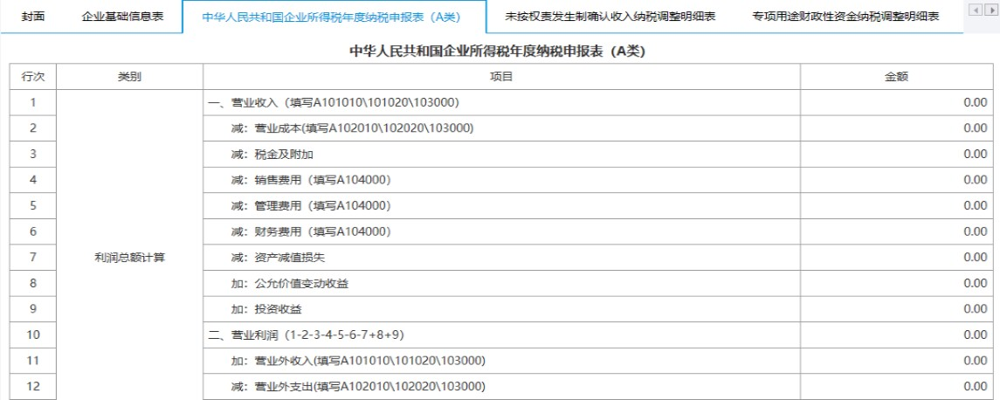 封面 企业基础信息表 中华人民共和国企业所得税年度纳税申报表（A类） 未按权责发生制确认收入纳税调整明细表 专项用途财政性资金纳税调整明细表
中华人民共和国企业所得税年度纳税申报表（A类）
行次 类别 项目 金额
1 一、营业收入（填写A101010\101020\103000） 0.00
2 减：营业成本(填写A102010\102020\103000) 0.00
3 减：税金及附加 0.00
4 减：销售费用（填写A104000） 0.00
5 减：管理费用（填写A104000） 0.00
6 减：财务费用（填写A104000） 0.00
7 利润总额计算 减：资产减值损失 0.00
8 加：公允价值变动收益 0.00
9 加：投资收益 0.00
10 二、营业利润（1-2-3-4-5-6-7+8+9） 0.00
11 加：营业外收入(填写A101010\101020\103000) 0.00
12 减：营业外支出(填写A102010\102020\103000) 0.00